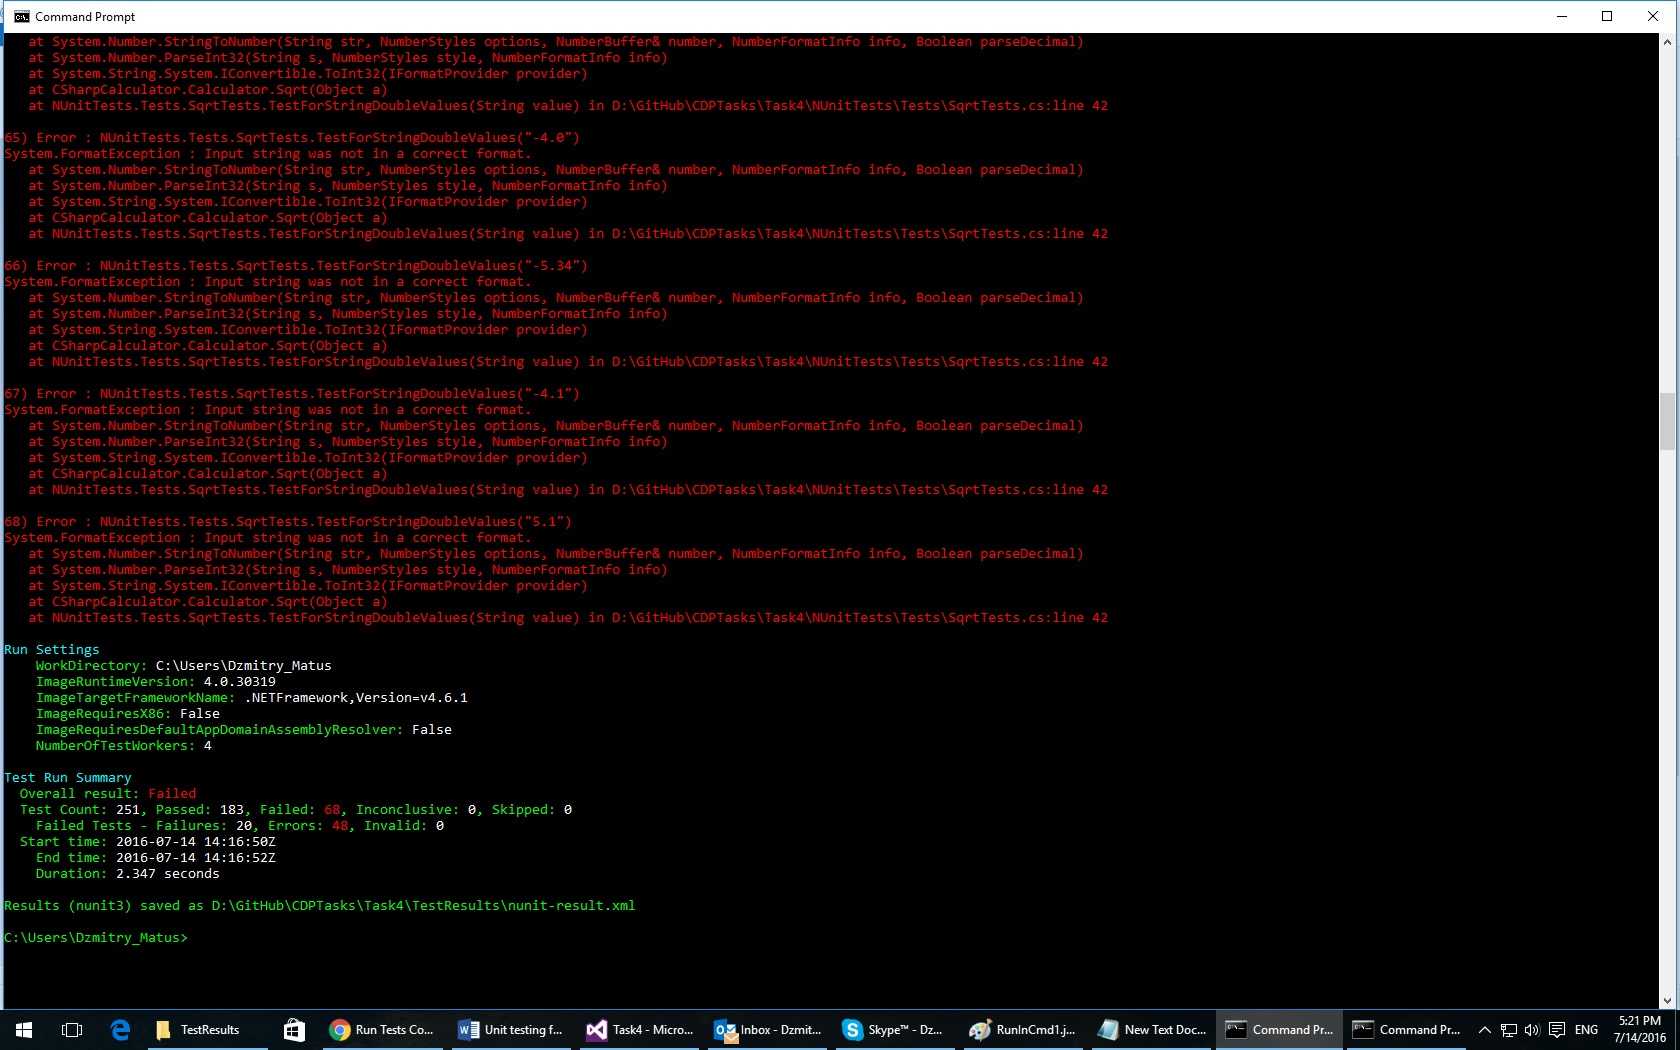 Command Prompt
at System.Number.StringToNumber(String str, NumberStyles options, NumberBuffer& number, NumberFormatInfo info, Boolean parseDecimal)
at System.Number.ParseInt32(String s, NumberStyles style, NumberFormatInfo info)
at System.String.System.IConvertible.ToInt32(IFormatProvider provider)
at CSharpCalculator.Calculator.Sqrt(Object a)
at NUnitTests.Tests.SqrtTests.TestForStringDoubleValues(String value) in D:\GitHub\CDPTasks\Task4\NUnitTests\Tests\SqrtTests.cs:line 42
65) Error : NUnitTests.Tests.SqrtTests.TestForStringDoubleValues("-4.0")
System.FormatException : Input string was not in a correct format.
at System.Number.StringToNumber(String str, NumberStyles options, NumberBuffer& number, NumberFormatInfo info, Boolean parseDecimal)
at System.Number.ParseInt32(String s, NumberStyles style, NumberFormatInfo info)
at System.String.System.IConvertible.ToInt32(IFormatProvider provider)
at CSharpCalculator.Calculator.Sqrt(Object a)
at NUnitTests.Tests.SqrtTests.TestForStringDoubleValues(String value) in D:\GitHub\CDPTasks\Task4\NUnitTests\Tests\SqrtTests.cs:line 42
66) Error : NUnitTests.Tests.SqrtTests.TestForStringDoubleValues("-5.34")
System.FormatException : Input string was not in a correct format.
at System.Number.StringToNumber(String str, NumberStyles options, NumberBuffer& number, NumberFormatInfo info, Boolean parseDecimal)
at System.Number.ParseInt32(String s, NumberStyles style, NumberFormatInfo info)
at System.String.System.IConvertible.ToInt32(IFormatProvider provider)
at CSharpCalculator.Calculator.Sqrt(Object a)
at NUnitTests.Tests.SqrtTests.TestForStringDoubleValues(String value) in D:\GitHub\CDPTasks\Task4\NUnitTests\Tests\SqrtTests.cs:line 42
67) Error : NUnitTests.Tests.SqrtTests.TestForStringDoubleValues("-4.1")
System.FormatException : Input string was not in a correct format.
at System.Number.StringToNumber(String str, NumberStyles options, NumberBuffer& number, NumberFormatInfo info, Boolean parseDecimal)
at System.Number.ParseInt32(String s, NumberStyles style, NumberFormatInfo info)
at System.String.System.IConvertible.ToInt32(IFormatProvider provider)
at CSharpCalculator.Calculator.Sqrt(Object a)
at NUnitTests.Tests.SqrtTests.TestForStringDoubleValues(String value) in D:\GitHub\CDPTasks\Task4\NUnitTests\Tests\SqrtTests.cs:line 42
68) Error : NUnitTests.Tests.SqrtTests.TestForStringDoubleValues("5.1")
System.FormatException : Input string was not in a correct format.
at System.Number.StringToNumber(String str, NumberStyles options, NumberBuffer& number, NumberFormatInfo info, Boolean parseDecimal)
at System.Number.ParseInt32(String s, NumberStyles style, NumberFormatInfo info)
at System.String.System.IConvertible.ToInt32(IFormatProvider provider)
at CSharpCalculator.Calculator.Sqrt(Object a)
at NUnitTests.Tests.SqrtTests.TestForStringDoubleValues(String value) in D:\GitHub\CDPTasks\Task4\NUnitTests\Tests\SqrtTests.cs:line 42
Run Settings
WorkDirectory: C:\Users\Dzmitry_Matus
ImageRuntimeVersion: 4.0.30319
ImageTargetFrameworkName: .NETFramework,Version=v4.6.1
ImageRequiresX86: False
ImageRequiresDefaultAppDomainAssemblyResolver: False
NumberOfTestWorkers: 4
Test Run Summary
Overall result: Failed
Test Count: 251, Passed: 183, Failed: 68, Inconclusive: 0, Skipped: 0
Failed Tests - Failures: 20, Errors: 48, Invalid: 0
Start time: 2016-07-14 14:16:50Z
End time: 2016-07-14 14:16:52Z
Duration: 2.347 seconds
Results (nunit3) saved as D:\GitHub\CDPTasks\Task4\TestResults\nunit-result.xml
C:\Users\Dzmitry_Matus>
TestResults
Run Tests Co...
Unit testing f...
Task4 - Micro...
Inbox - Dzmit...
Skype™ - Dz...
RunInCmd1.j...
New Text Doc...
Command Pr...
Command Pr...
ENG
5:21 PM
7/14/2016